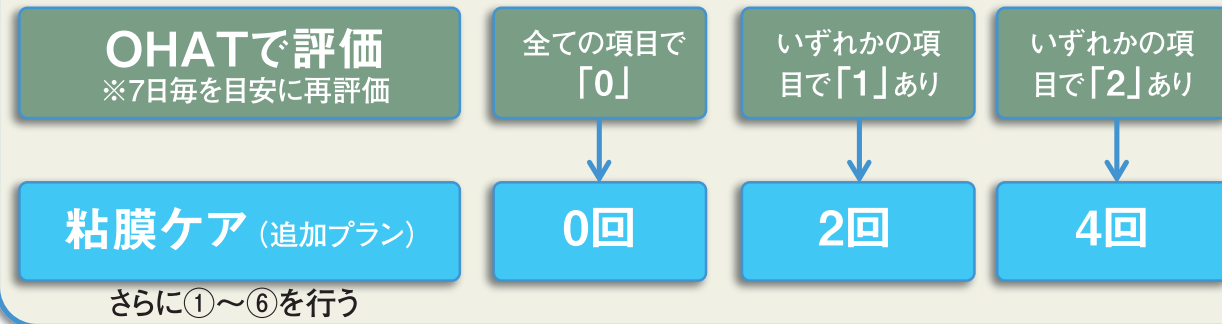 OHATで評価
※7日毎を目安に再評価
全ての項目で
「0」
いずれかの項
目で「1」あり
いずれかの項
目で「2」あり
粘膜ケア（追加プラン）
0回
2回
4回
さらに①〜⑥を行う